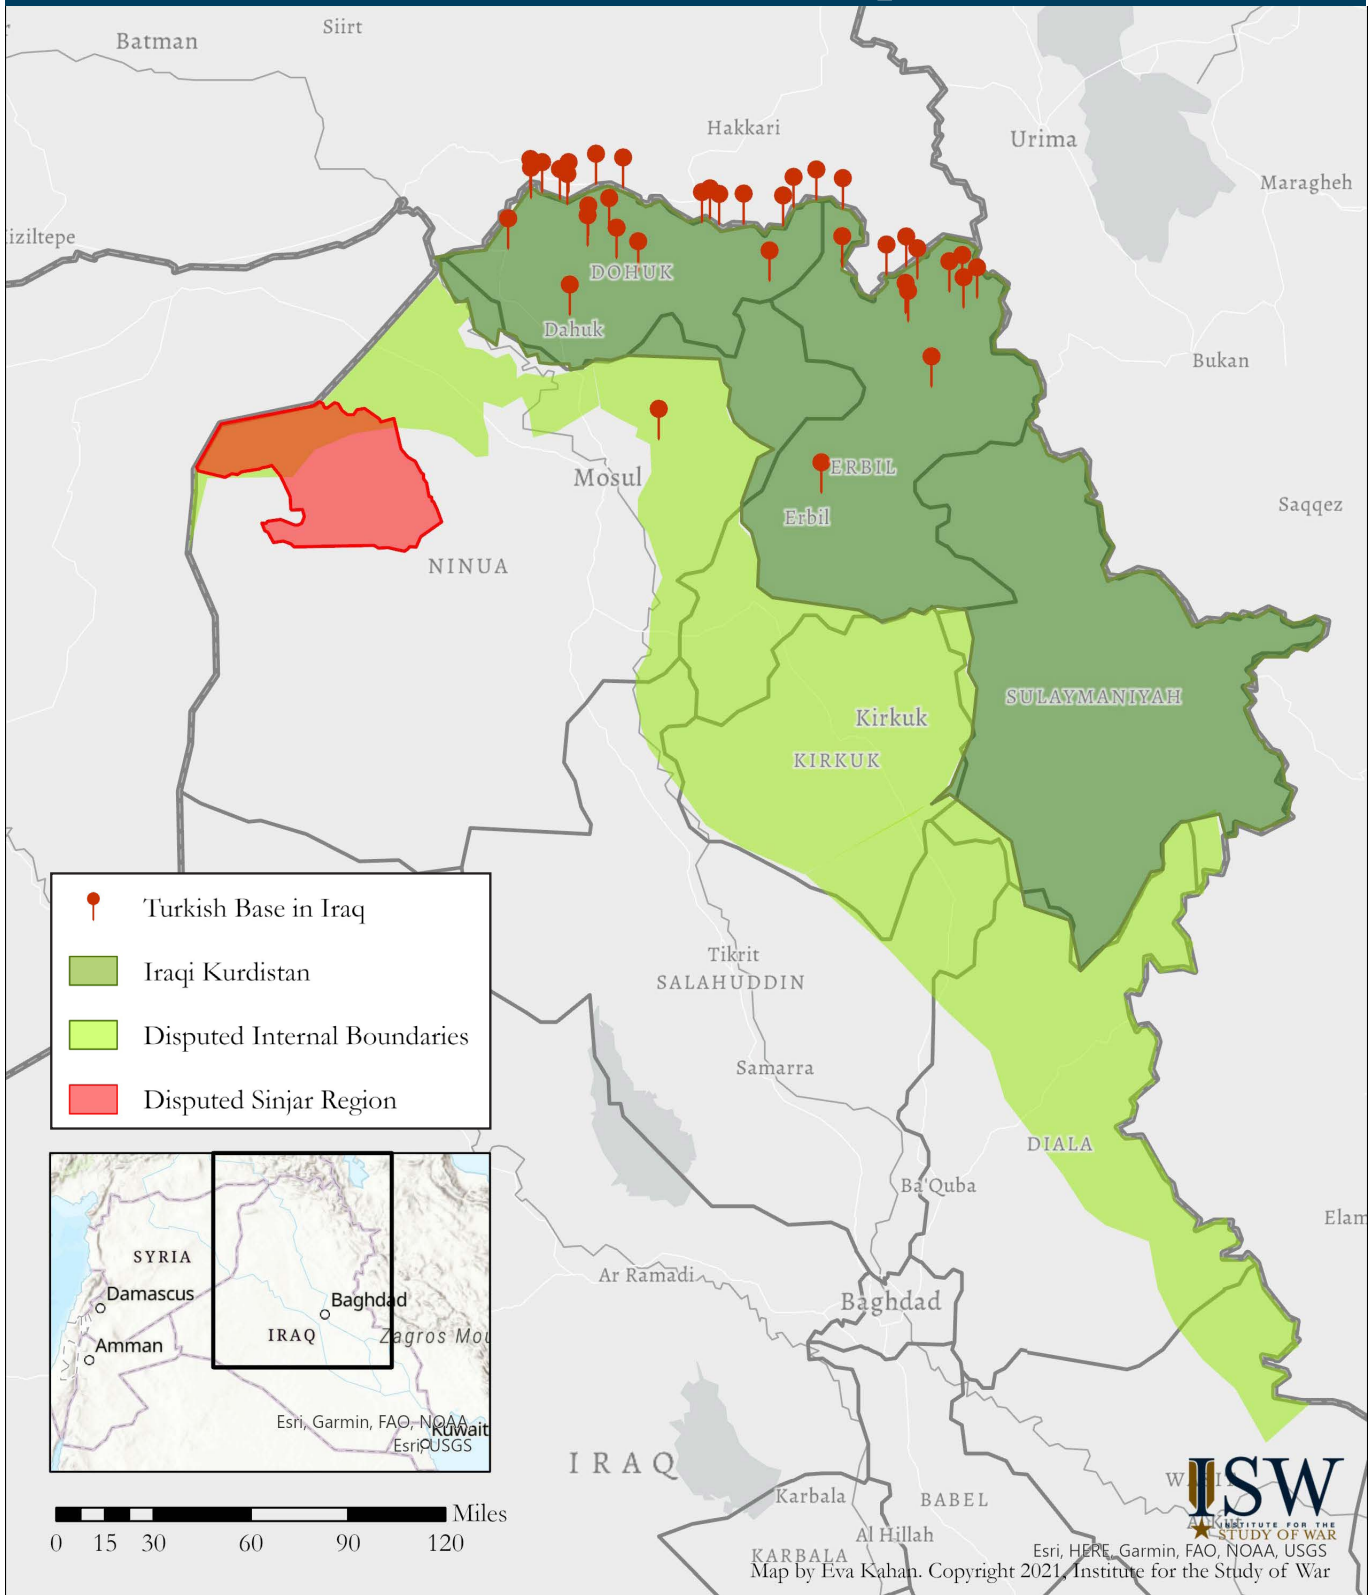 Siirt
Batman
Hakkari
Urima
Maragheh
iziltepe
DOHUK
Dahuk
Bukan
ERBIL
Mosul
Saqqez
Erbil
NINUA
SULAYMANIYAH
Kirkuk
KIRKUK
Turkish Base in Iraq
Iraqi Kurdistan
Disputed Internal Boundaries
Disputed Sinjar Region
Tikrit
SALAHUDDIN
Samarra
DIALA
Ba'Quba
Elam
Ar Ramadi
Baghdad
SYRIA
Damascus
Baghdad
IRAQ
Zagros Mou
Amman
Esri, Garmin, FAO, NOAA
Kuwait
Esri, USGS
IRAQ
Karbala
BABEL
Al Hillah
KARBALA
Miles
0 15 30 60 90 120
ISW
INSTITUTE FOR THE
STUDY OF WAR
Esri, HERE, Garmin, FAO, NOAA, USGS
Map by Eva Kahan. Copyright 2021, Institute for the Study of War